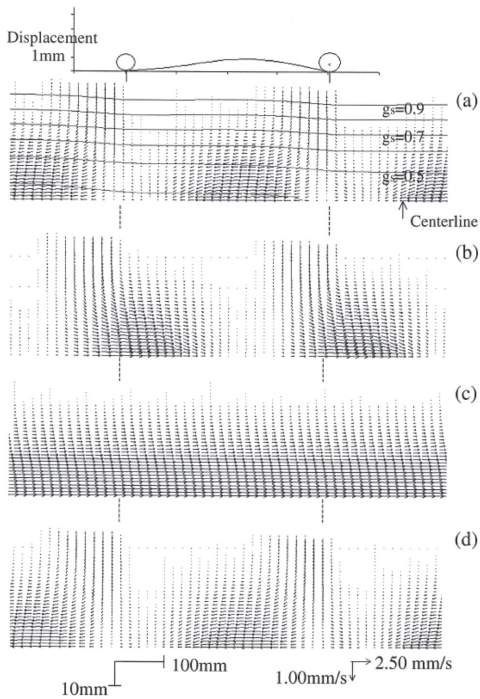 Displacement
1mm
(a)
gs=0.9
gs=0.7
gs=0.5
Centerline
(b)
(c)
(d)
100mm
10mm
2.50 mm/s
1.00mm/s